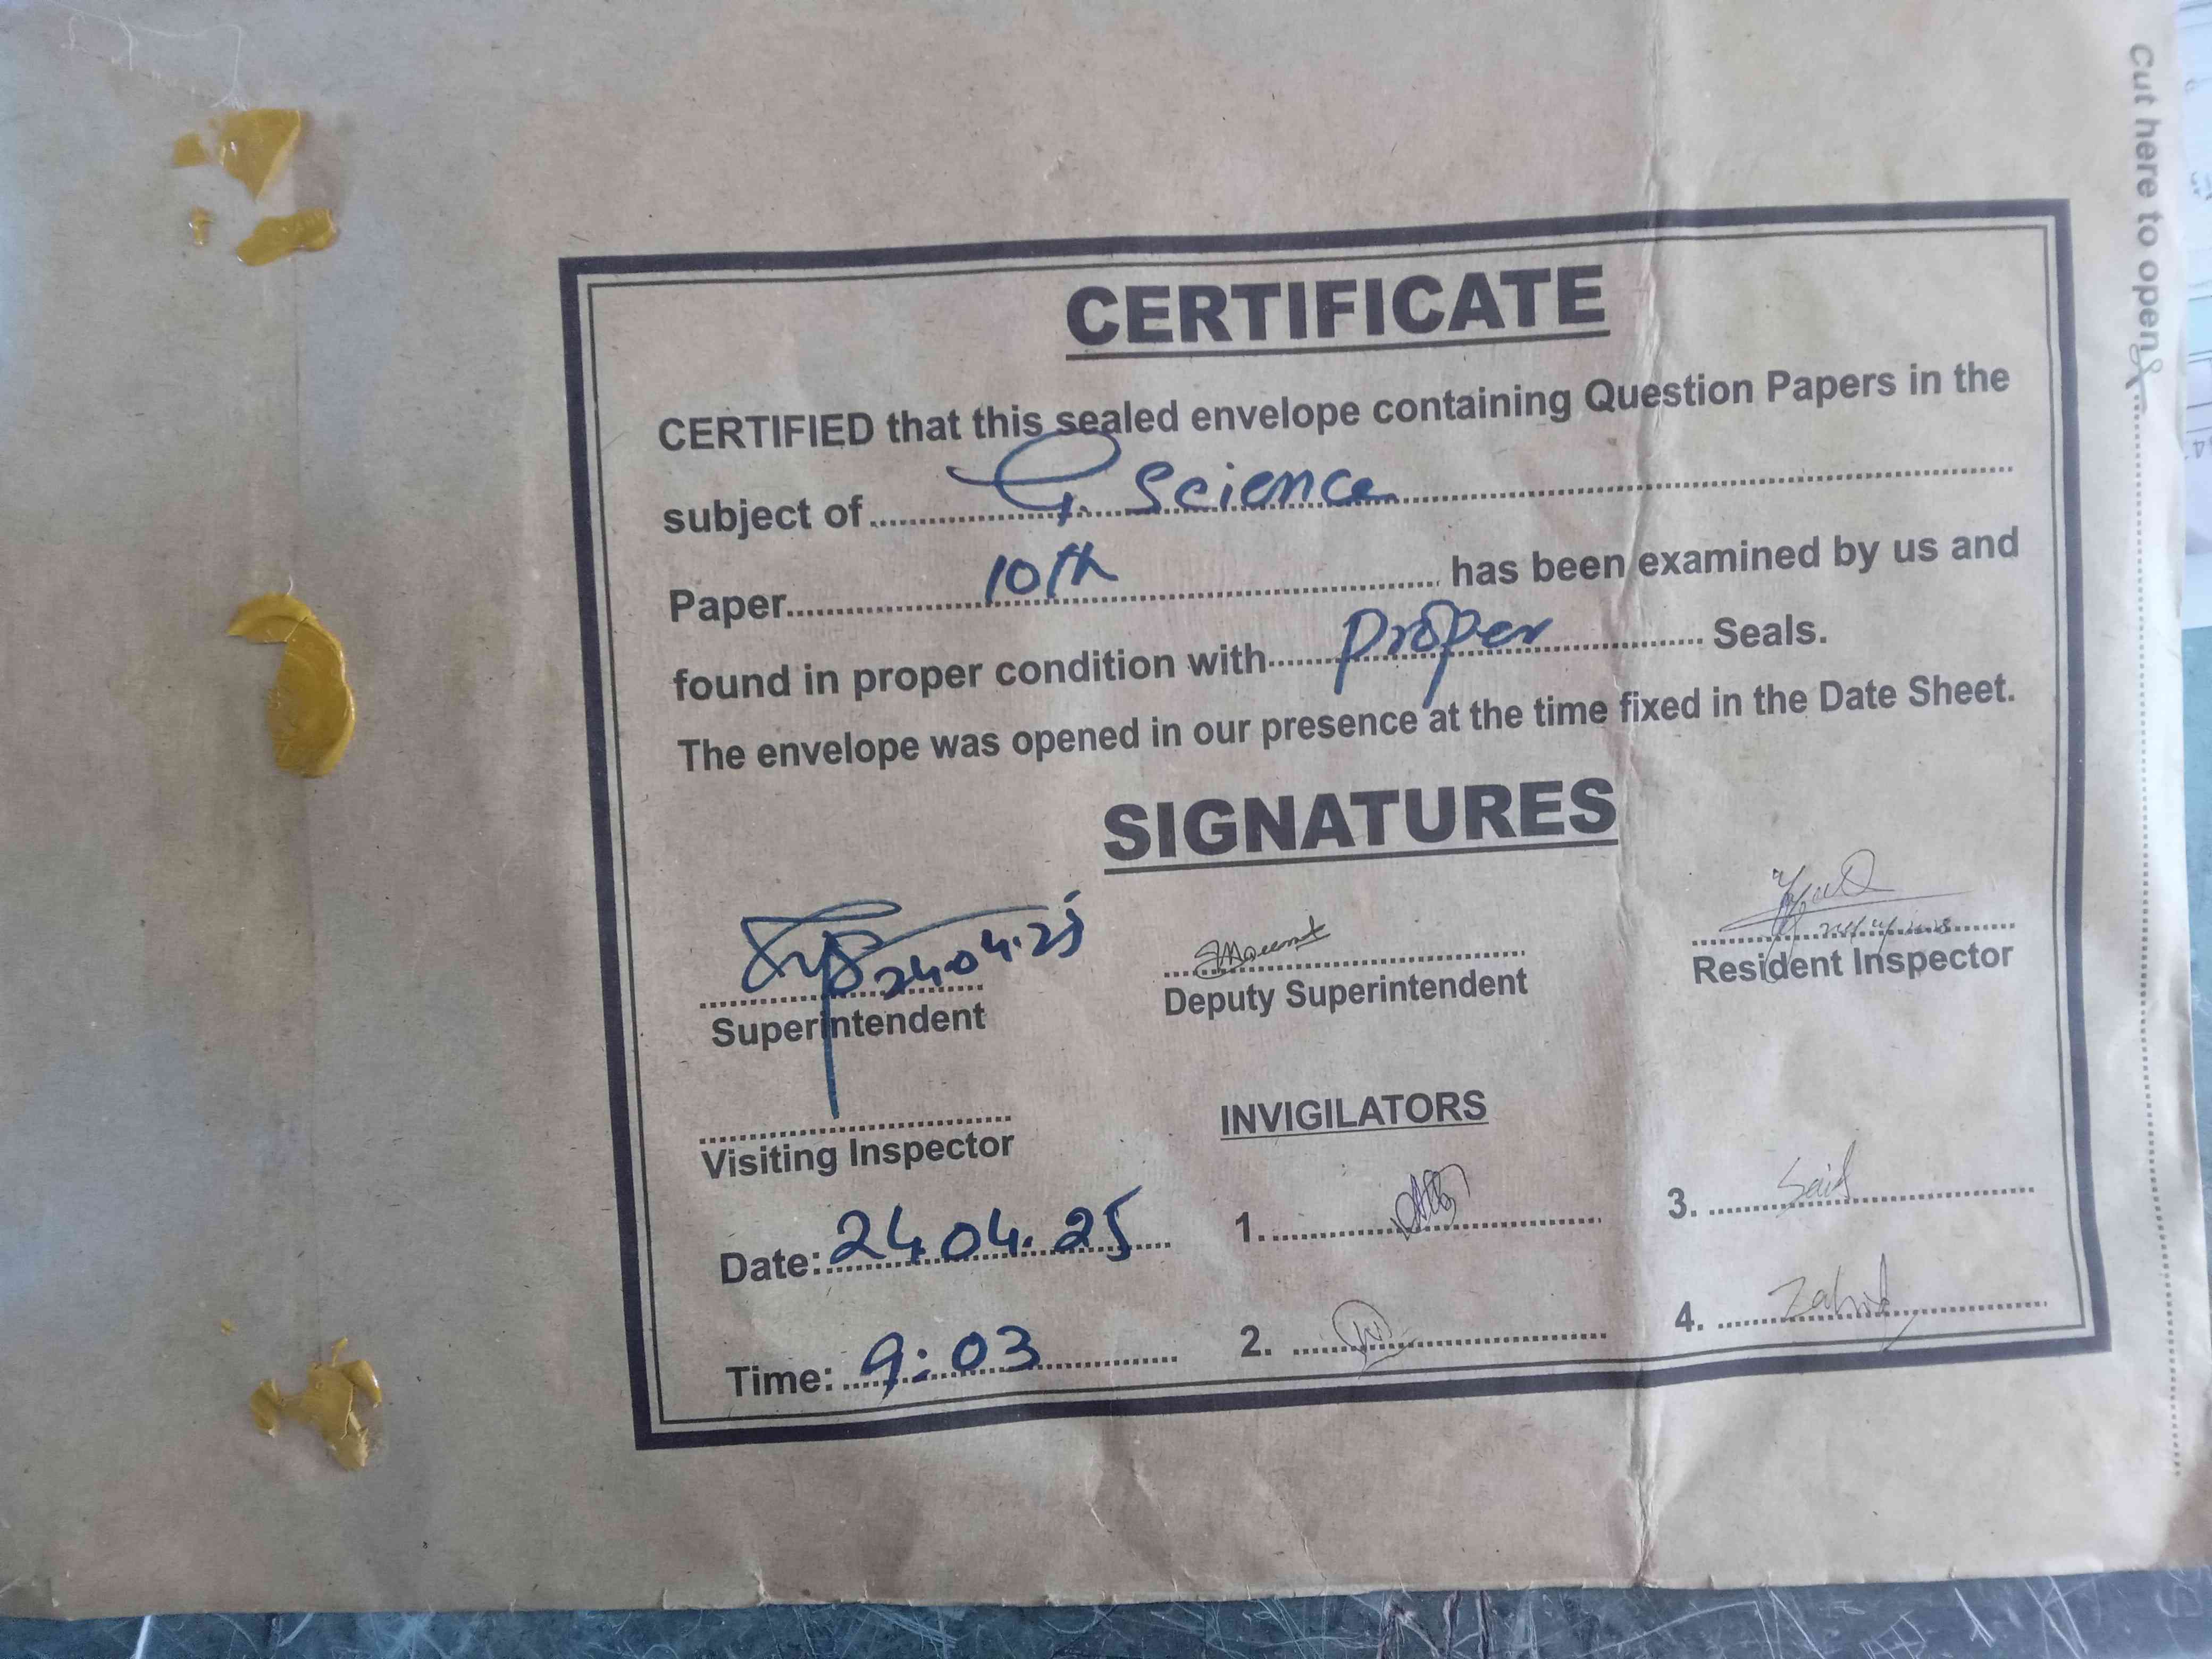 Cut here to open
CERTIFICATE
CERTIFIED that this sealed envelope containing Question Papers in the
subject of G. Science
Paper 10th has been examined by us and
found in proper condition with Proper Seals.
The envelope was opened in our presence at the time fixed in the Date Sheet.
SIGNATURES
24.04.25
Superintendent
Deputy Superintendent
Resident Inspector
Visiting Inspector
INVIGILATORS
Date: 24.04.25
1.
3. Said
Time: 9:03
2.
4. Zahid